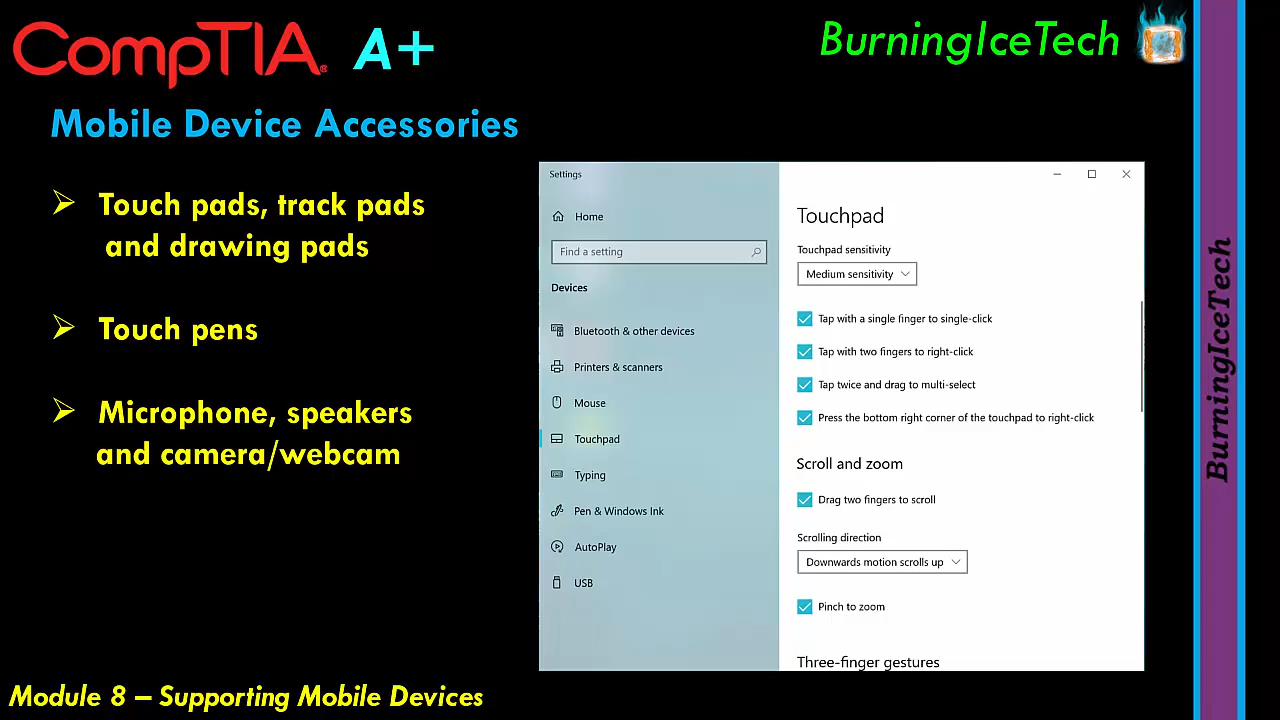 CompTIA. A+
BurningIceTech
Mobile Device Accessories
Touch pads, track pads
and drawing pads
Touch pens
Microphone, speakers
and camera/webcam
Settings
Home
Find a setting
Devices
Bluetooth & other devices
Printers & scanners
Mouse
Touchpad
Typing
Pen & Windows Ink
AutoPlay
USB
Touchpad
Touchpad sensitivity
Medium sensitivity
Tap with a single finger to single-click
Tap with two fingers to right-click
Tap twice and drag to multi-select
Press the bottom right corner of the touchpad to right-click
Scroll and zoom
Drag two fingers to scroll
Scrolling direction
Downwards motion scrolls up
Pinch to zoom
Three-finger gestures
BurningIceTech
Module 8 – Supporting Mobile Devices